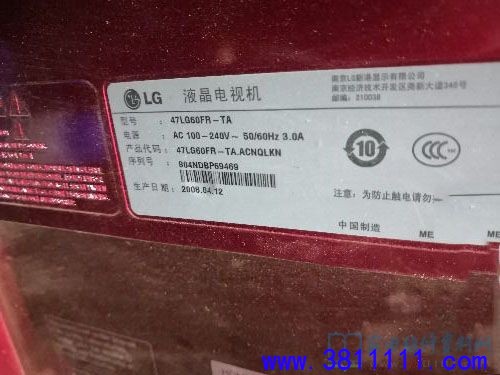 LG 液晶电视机
南京LG新港显示有限公司
南京经济技术开发区尧新大道346号
邮编: 210038
型号: 47LG60FR-TA
电源: AC 100-240V~ 50/60Hz 3.0A
产品代码: 47LG60FR-TA.ACNQLKN
序列号: 804NDBP69469
生产日期: 2008.04.12
10
CCC
注意: 为防止触电请勿
中国制造 ME ME
www.3811111.com